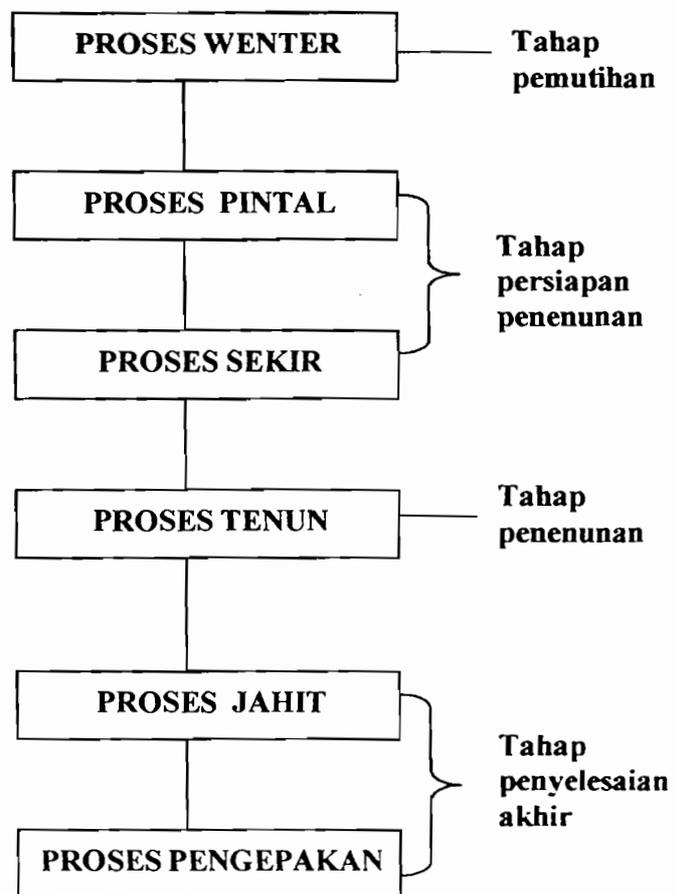 PROSES WENTER
Tahap
pemutihan
PROSES PINTAL
Tahap
persiapan
penenunan
PROSES SEKIR
PROSES TENUN
Tahap
penenunan
PROSES JAHIT
Tahap
penyelesaian
akhir
PROSES PENGEPAKAN